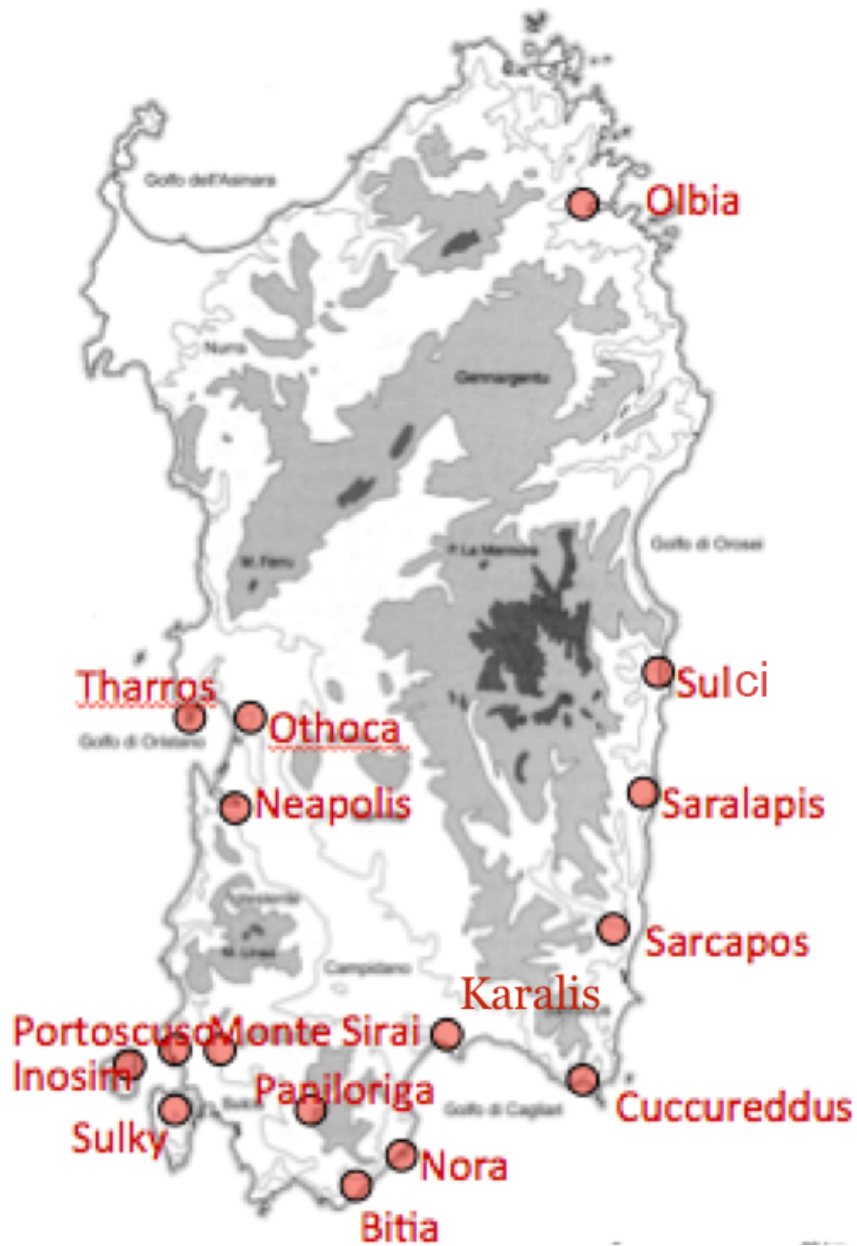 Golfo dell'Asinara
Olbia
Nurra
Gennargentu
Golfo di Orosei
P. La Marmora
M. Ferru
Tharros
Sulci
Othoca
Golfo di Oristano
Neapolis
Saralapis
Sarcapos
M. Linas
Campidano
Karalis
Portoscuso
Monte Sirai
Inosim
Paniloriga
Golfo di Cagliari
Cuccureddus
Sulky
Nora
Bitia